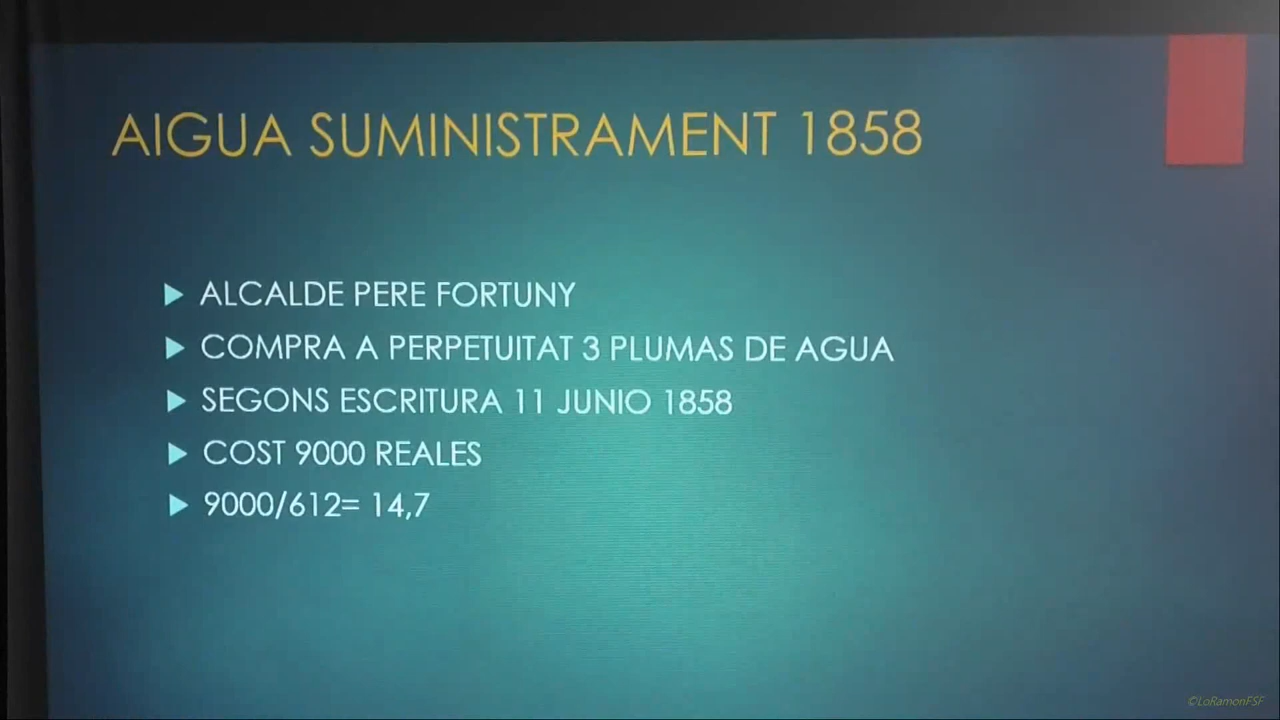 AIGUA SUMINISTRAMENT 1858
ALCALDE PERE FORTUNY
COMPRA A PERPETUITAT 3 PLUMAS DE AGUA
SEGONS ESCRITURA 11 JUNIO 1858
COST 9000 REALES
9000/612= 14,7
©LoRamonFSF